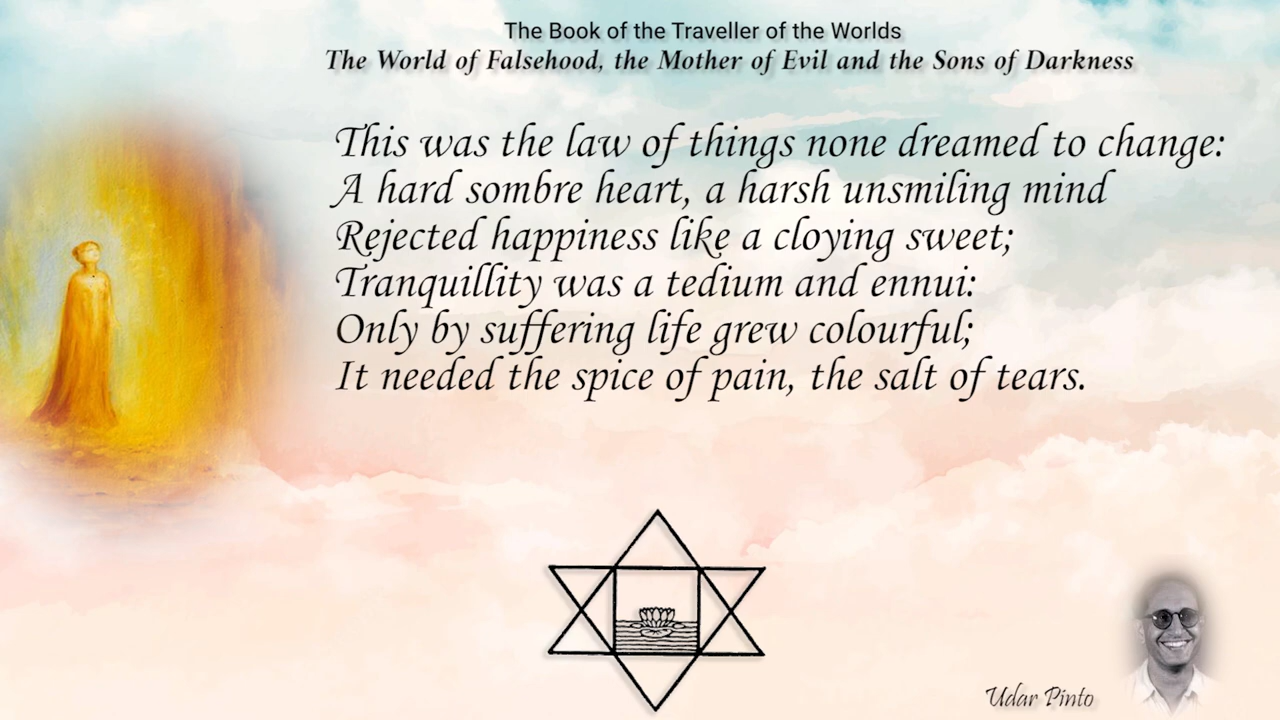 The Book of the Traveller of the Worlds
The World of Falsehood, the Mother of Evil and the Sons of Darkness
This was the law of things none dreamed to change:
A hard sombre heart, a harsh unsmiling mind
Rejected happiness like a cloying sweet;
Tranquillity was a tedium and ennui:
Only by suffering life grew colourful;
It needed the spice of pain, the salt of tears.
Udar Pinto